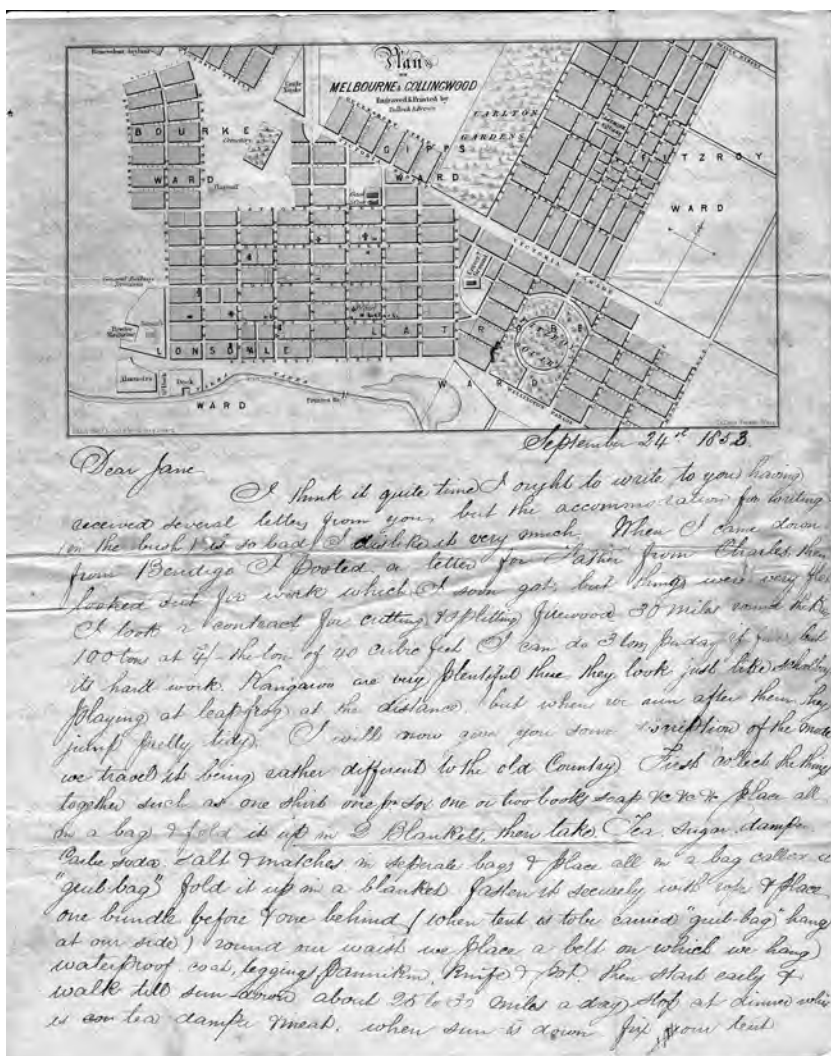 Plan
OF
MELBOURNE & COLLINGWOOD
Engraved & Printed by
BOURKE
WARD
GIPPS
WARD
CARLTON
GARDENS
FITZROY
WARD
VICTORIA PARADE
LATROBE
WARD
LONSDALE
WARD
Dock
September 24th 1853.
Dear Jane
I think it quite time I ought to write to you having
received several letters from you, but the accommodation for writing
(in the bush) is so bad I dislike it very much. When I came down
from Bendigo I posted a letter for Father from Charles, then
looked out for work which I soon got, but things were very
I took a contract for cutting & splitting firewood 30 miles round the
100 tons at 4/- the ton of 40 cubic feet I can do 3 tons per day if fine, but
its hard work. Kangaroo are very plentiful there they look just like schoolboys
playing at leapfrog at the distance, but when we run after them they
jump pretty tidy. I will now give you some description of the mode
we travel it being rather different to the old Country. First collect the things
together such as one shirt one pr sox one or two books soap &c &c &c place all
in a bag & fold it up in 2 Blankets, then take, Tea, sugar, damper
Carbe soda, salt & matches in seperate bags & place all in a bag called a
"grub-bag") fold it up in a blanket fasten it securely with rope & place
one bundle before & one behind (when tent is to be carried "grub-bag" hang
at our side) round our waist we place a belt on which we hang
waterproof coat, leggings, Pannikin, Knife & Pot, then start early &
walk till sun-down about 25 to 30 miles a day, stop at dinner which
is tea damper & meat, when sun is down fix your tent